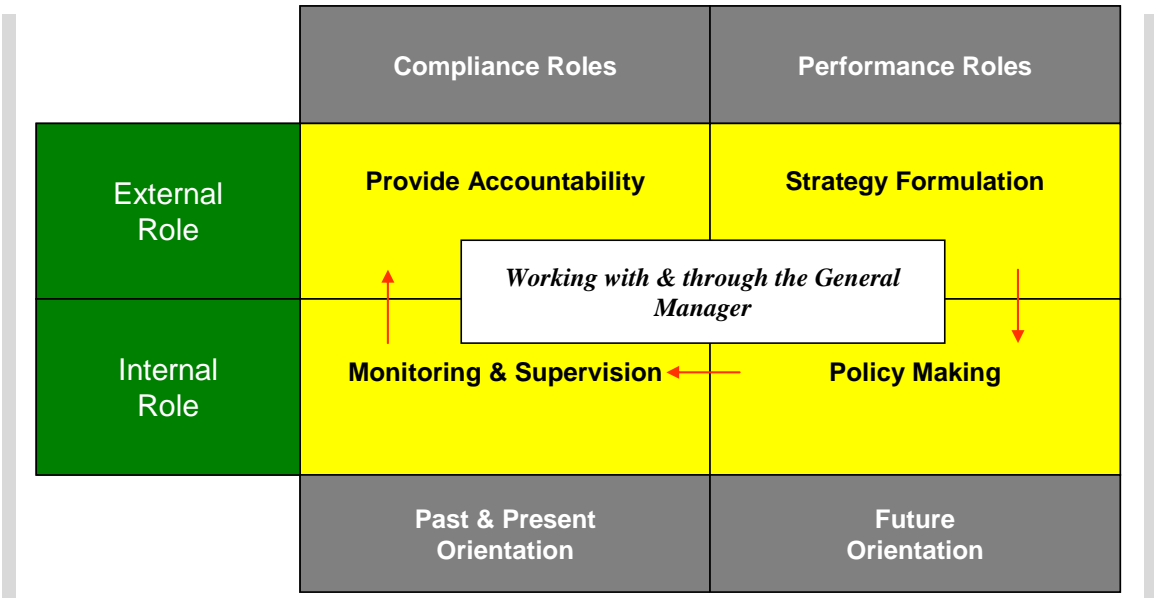 Compliance Roles
Performance Roles
External
Role
Provide Accountability
Strategy Formulation
Working with & through the General
Manager
Internal
Role
Monitoring & Supervision
Policy Making
Past & Present
Orientation
Future
Orientation